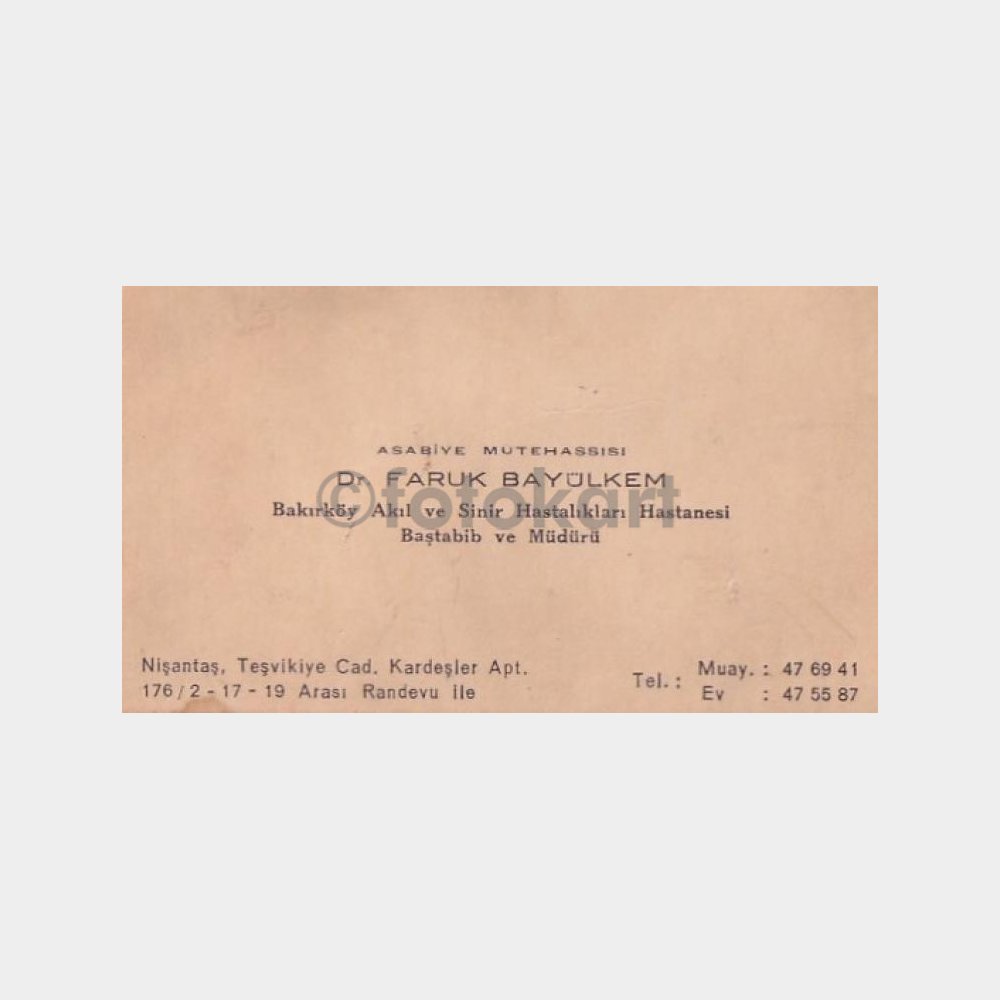 ASABİYE MUTEHASSISI
Dr. FARUK BAYÜLKEM
©fotokart
Bakırköy Akıl ve Sinir Hastalıkları Hastanesi
Baştabib ve Müdürü
Nişantaş, Teşvikiye Cad. Kardeşler Apt.
176/2 - 17 - 19 Arası Randevu ile
Tel. : Muay. : 47 69 41
Ev : 47 55 87